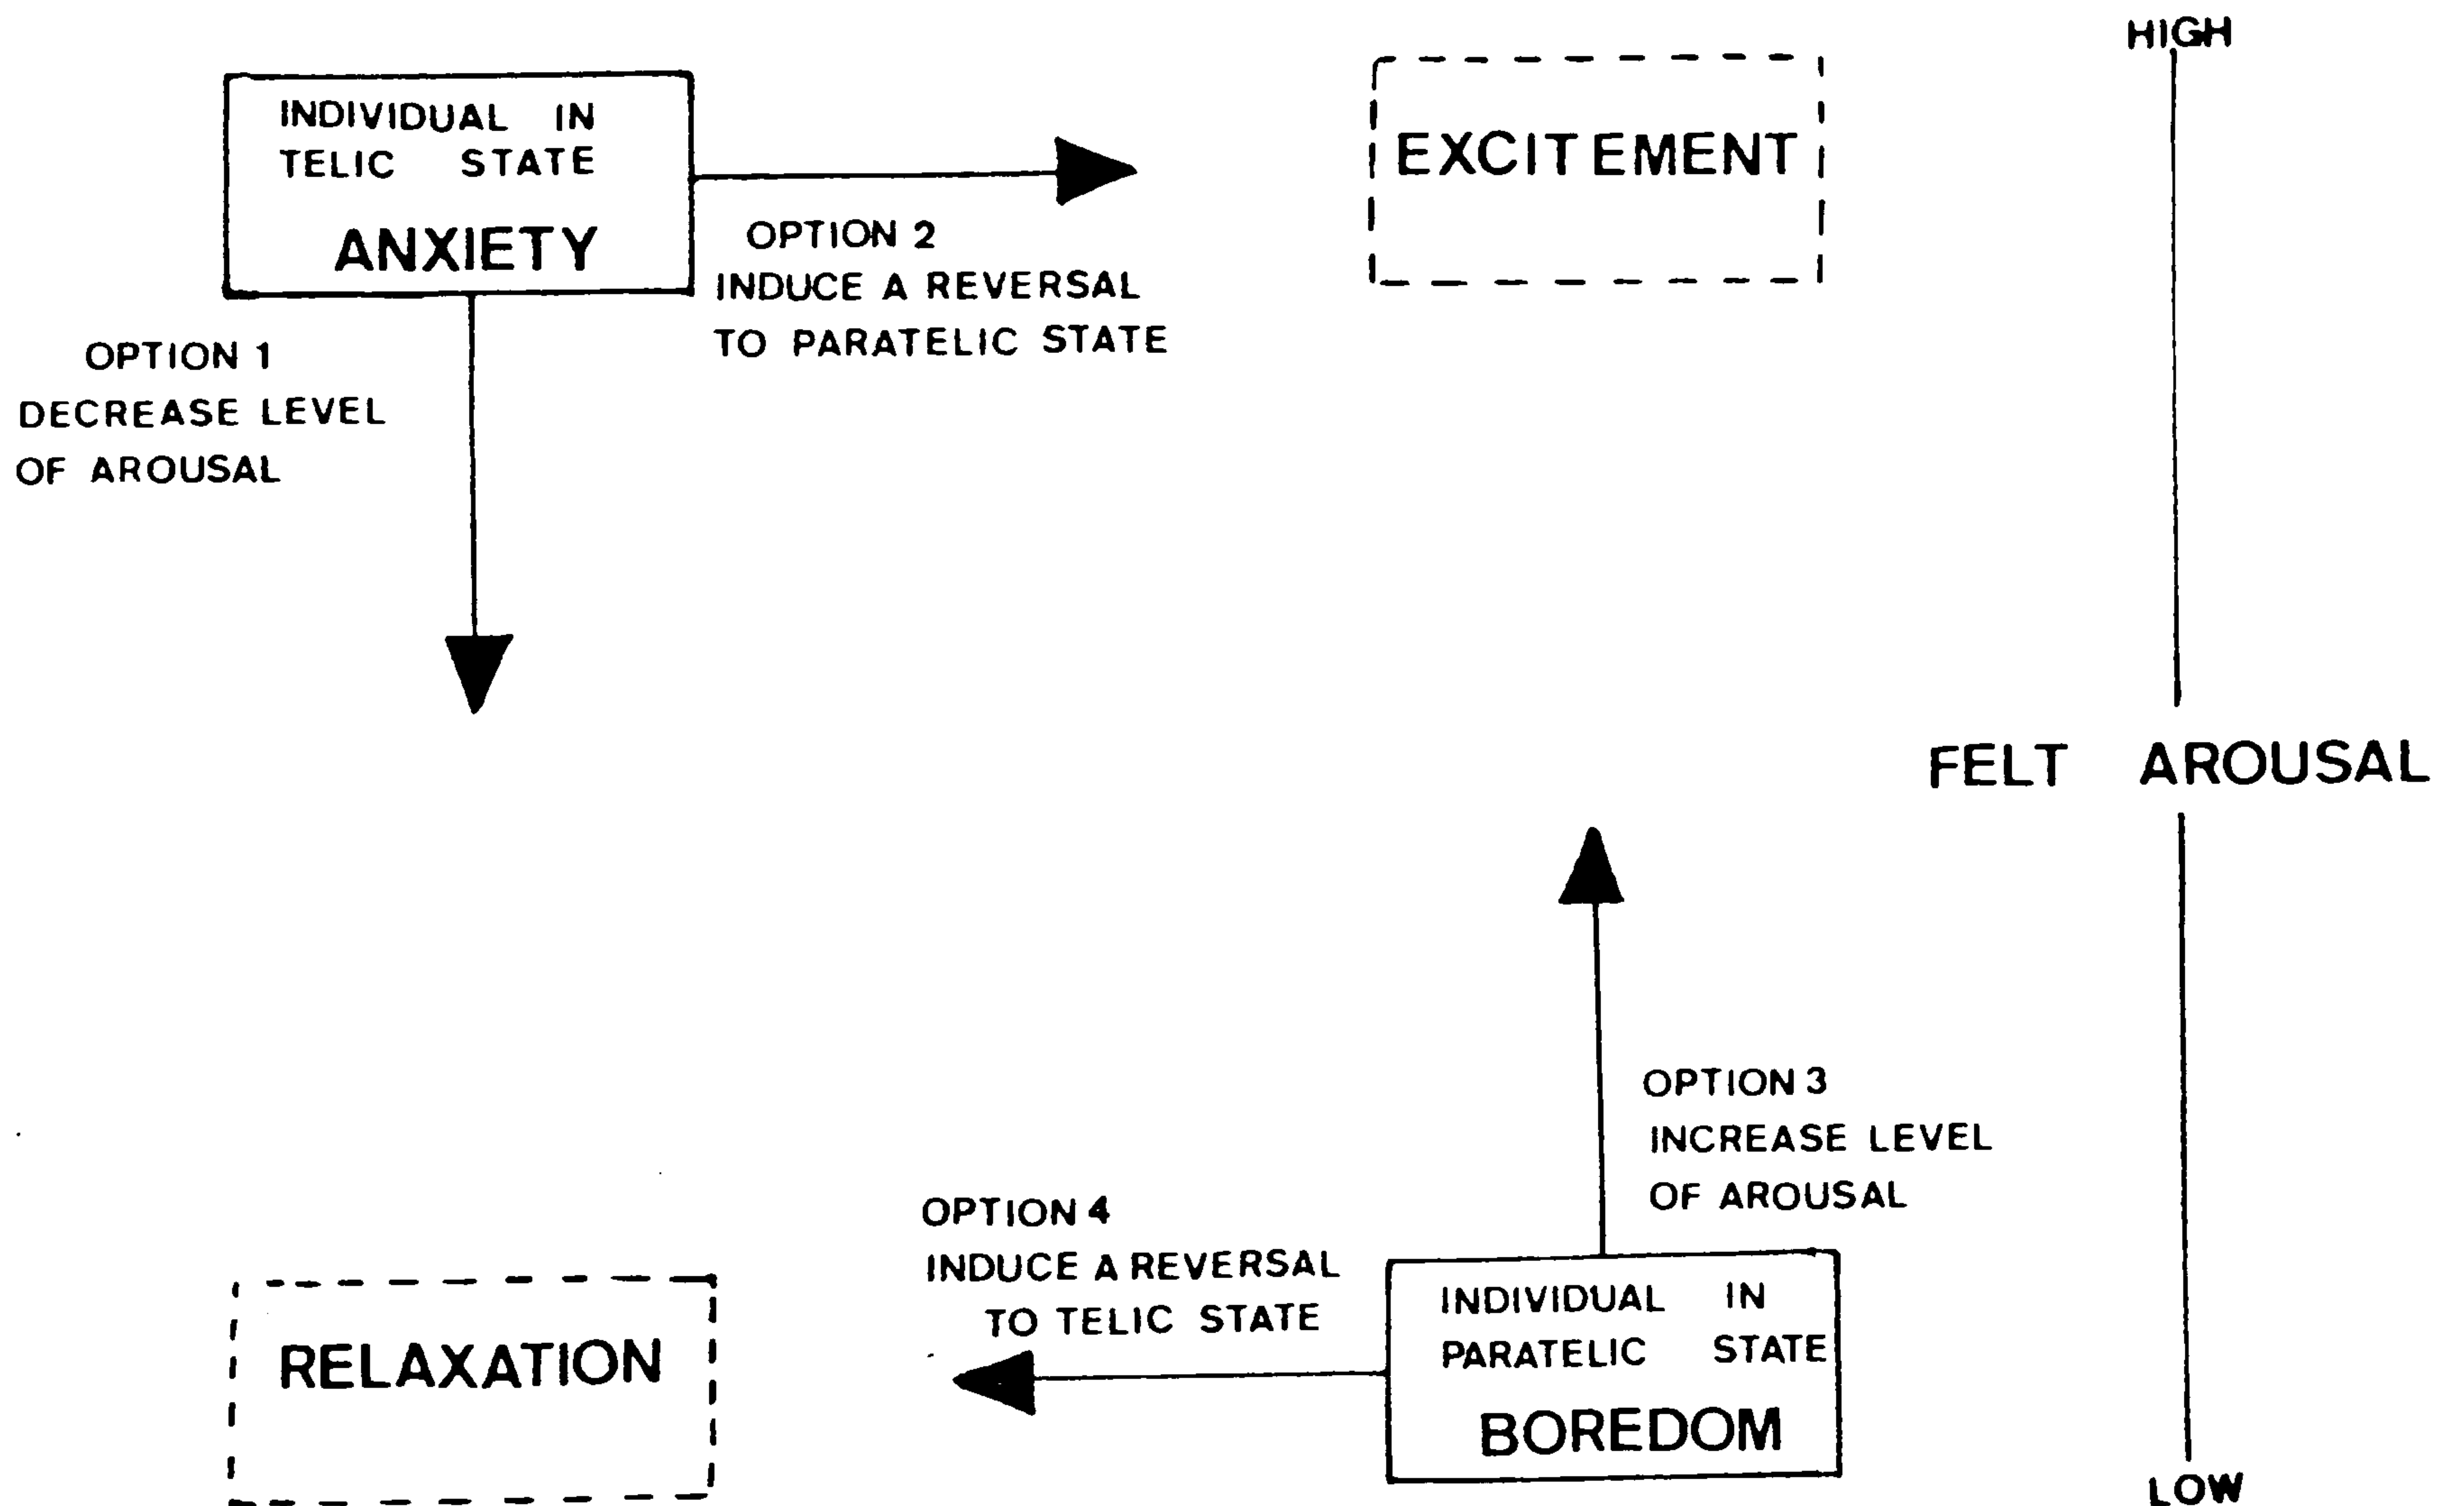 HIGH
INDIVIDUAL IN
TELIC STATE
ANXIETY
EXCITEMENT
OPTION 2
INDUCE A REVERSAL
TO PARATELIC STATE
OPTION 1
DECREASE LEVEL
OF AROUSAL
FELT AROUSAL
OPTION 3
INCREASE LEVEL
OF AROUSAL
OPTION 4
INDUCE A REVERSAL
TO TELIC STATE
RELAXATION
INDIVIDUAL IN
PARATELIC STATE
BOREDOM
LOW